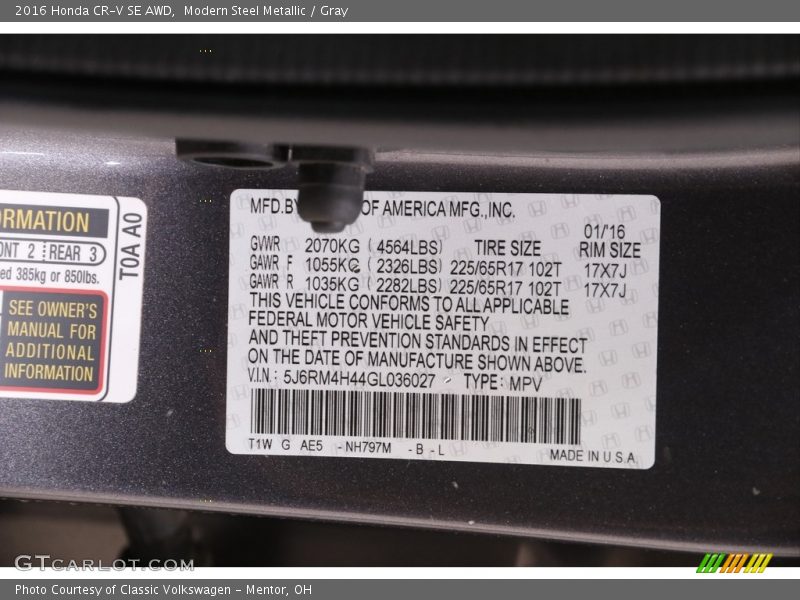 2016 Honda CR-V SE AWD,  Modern Steel Metallic / Gray
RMATION
ONT 2 REAR 3
ed 385kg or 850lbs.
SEE OWNER'S
MANUAL FOR
ADDITIONAL
INFORMATION
T0A A0
MFD.BY OF AMERICA MFG.,INC.
01/16
GVWR 2070KG ( 4564LBS) TIRE SIZE RIM SIZE
GAWR F 1055KG ( 2326LBS) 225/65R17 102T 17X7J
GAWR R 1035KG ( 2282LBS) 225/65R17 102T 17X7J
THIS VEHICLE CONFORMS TO ALL APPLICABLE
FEDERAL MOTOR VEHICLE SAFETY
AND THEFT PREVENTION STANDARDS IN EFFECT
ON THE DATE OF MANUFACTURE SHOWN ABOVE.
V.I.N.: 5J6RM4H44GL036027 TYPE: MPV
T1W G AE5 -NH797M -B-L
MADE IN U.S.A
GTCARLOT.COM
Photo Courtesy of Classic Volkswagen - Mentor, OH